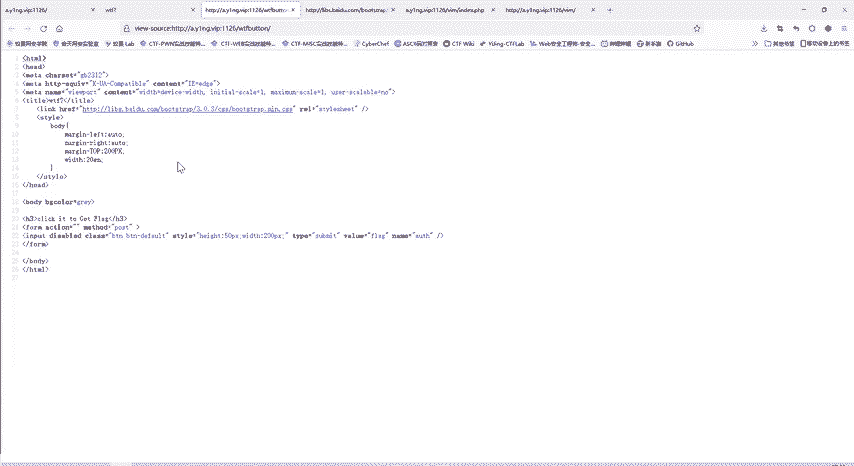 a.y1ng.vip:1126/
wtf?
http://a.y1ng.vip:1126/wtfbutton
http://libs.baidu.com/bootstrap
a.y1ng.vip:1126/vim/index.php
http://a.y1ng.vip:1126/vim/
view-source:http://a.y1ng.vip:1126/wtfbutton/
CyberChef
CTF Wiki
GitHub
1 <html>
2 <head>
3 <meta charset="gb2312">
4 <meta http-equiv="X-UA-Compatible" content="IE=edge">
5 <meta name="viewport" content="width=device-width, initial-scale=1, maximum-scale=1, user-scalable=no">
6 <title>wtf?</title>
7 <link href="http://libs.baidu.com/bootstrap/3.0.3/css/bootstrap.min.css" rel="stylesheet" />
8 <style>
9 body{
10 margin-left:auto;
11 margin-right:auto;
12 margin-TOP:200PX;
13 width:20em;
14 }
15 </style>
16 </head>
17
18 <body bgcolor=grey>
19
20 <h3>click it to Get Flag</h3>
21 <form action="" method="post" >
22 <input disabled class="btn btn-default" style="height:50px;width:200px;" type="submit" value="flag" name="auth" />
23 </form>
24
25 </body>
26 </html>
27